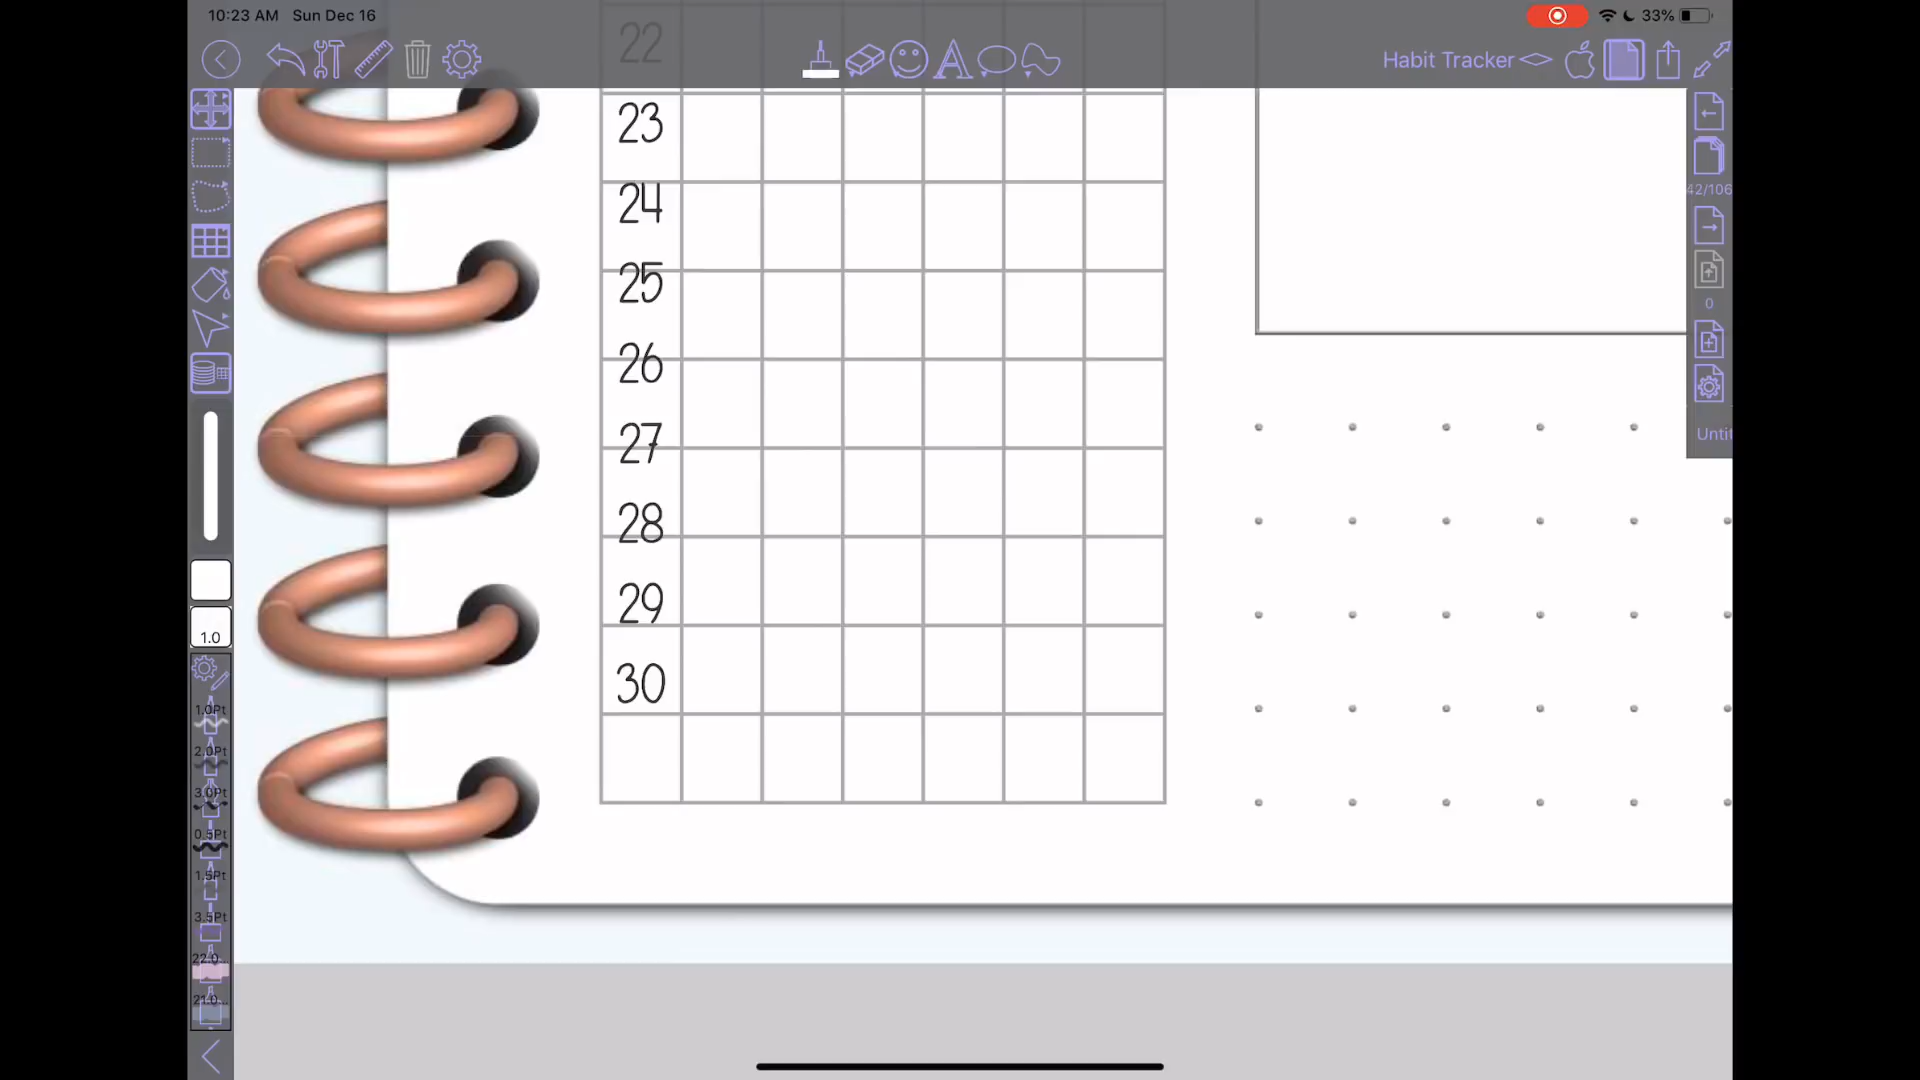 10:23 AM Sun Dec 16
33%
Habit Tracker
22
23
24
25
26
27
28
29
30
42/106
0
Untit
1.0
1.0Pt
2.0Pt
3.0Pt
0.5Pt
1.5Pt
3.5Pt
22.0
21.0